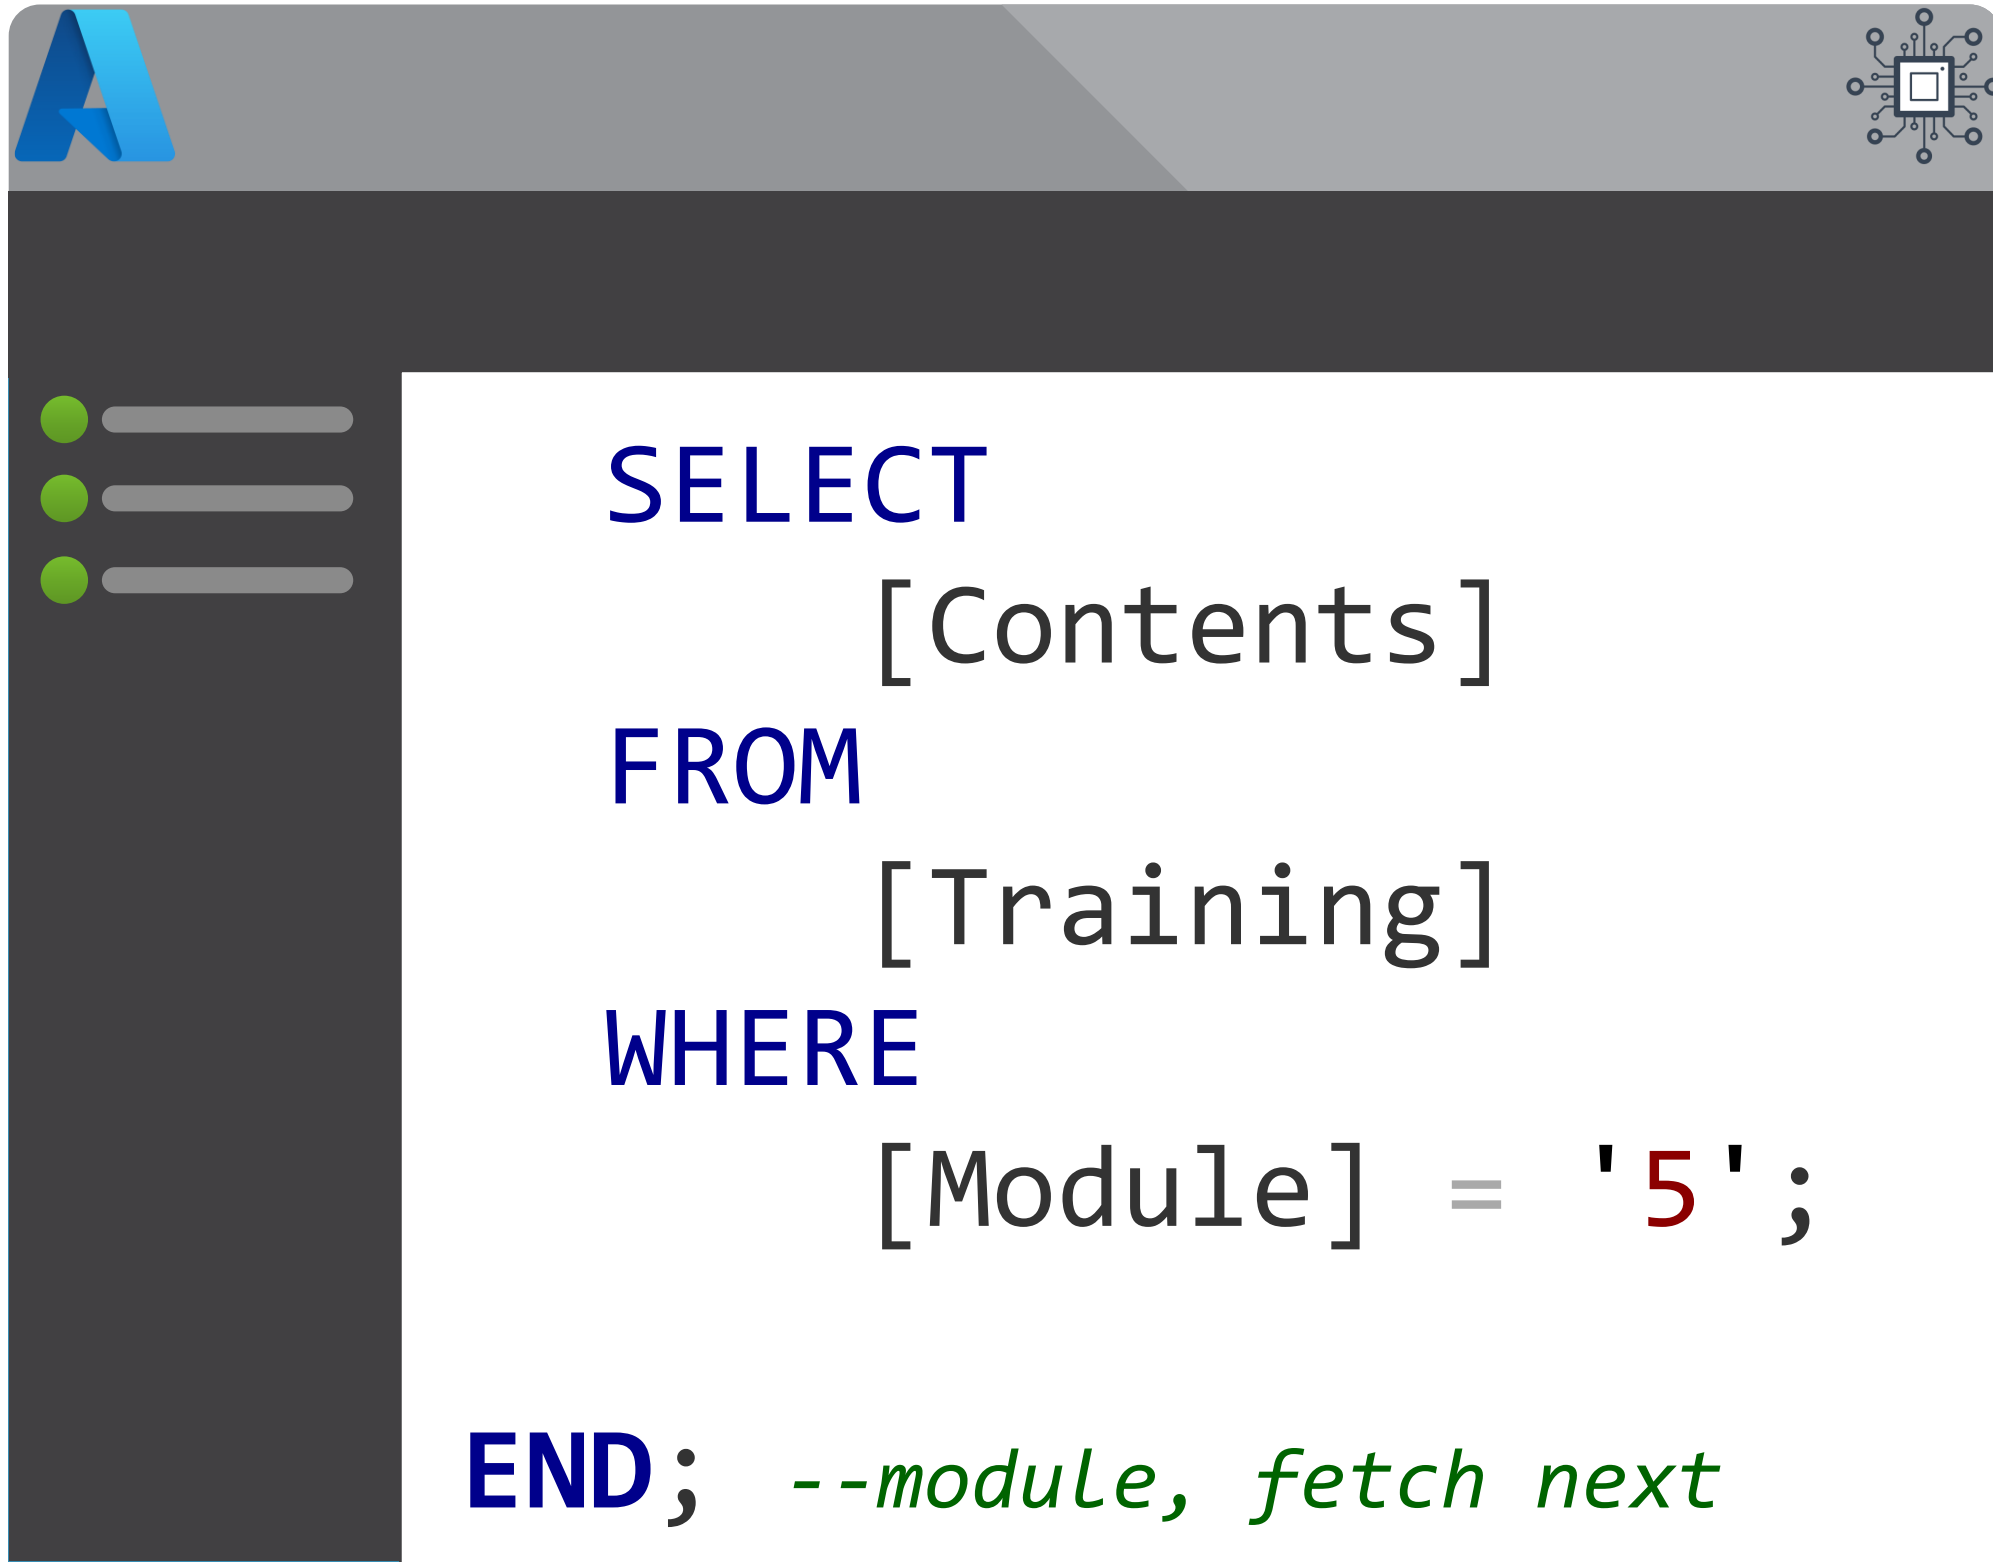 SELECT
[Contents]
FROM
[Training]
WHERE
[Module] = '5';
END; --module, fetch next